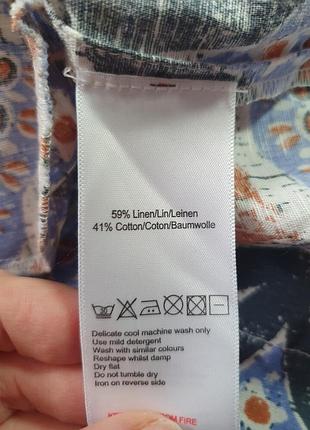 59% Linen/Lin/Leinen
41% Cotton/Coton/Baumwolle
Delicate cool machine wash only
Use mild detergent
Wash with similar colours
Reshape whilst damp
Dry flat
Do not tumble dry
Iron on reverse side
FIRE